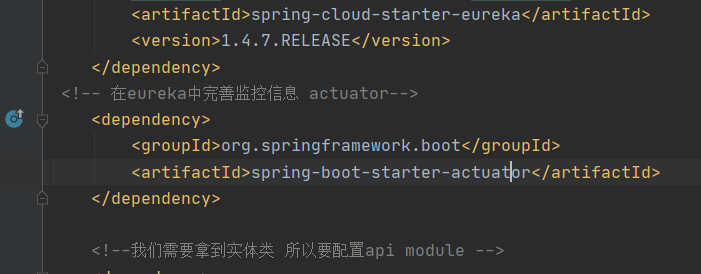 <artifactId>spring-cloud-starter-eureka</artifactId>
<version>1.4.7.RELEASE</version>
</dependency>
<!-- 在eureka中完善监控信息 actuator-->
<dependency>
<groupId>org.springframework.boot</groupId>
<artifactId>spring-boot-starter-actuator</artifactId>
</dependency>
<!--我们需要拿到实体类 所以要配置api module -->